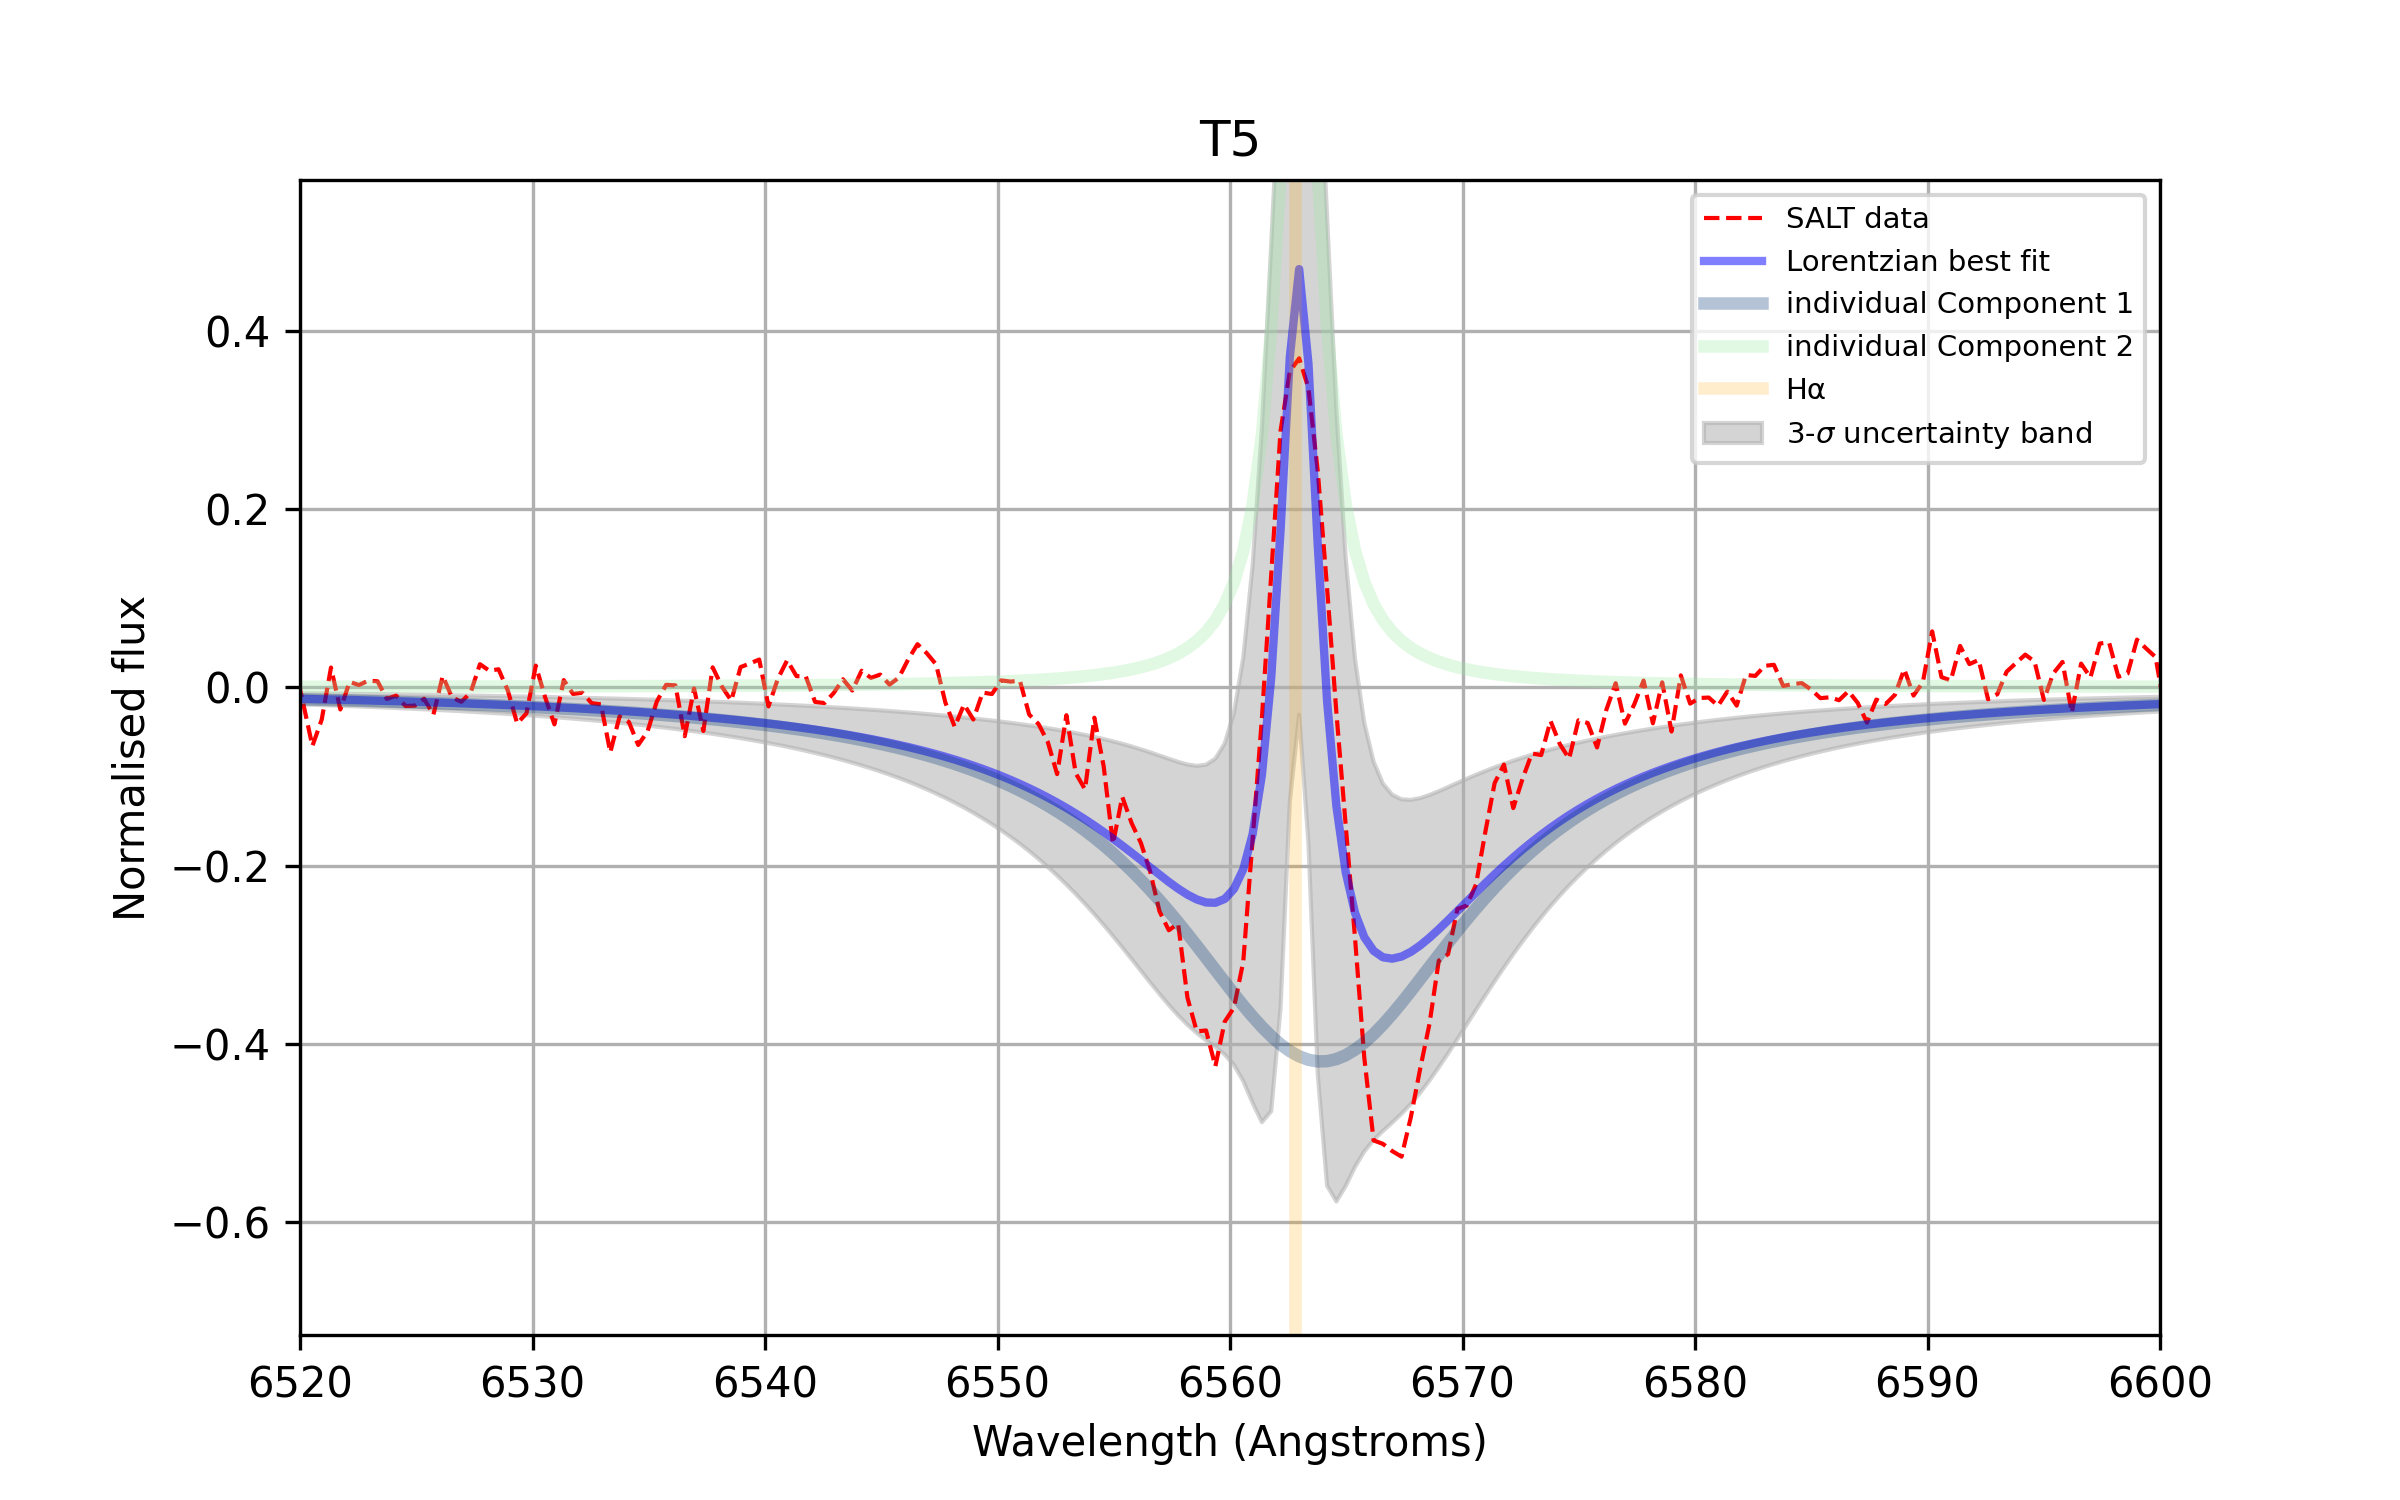 T5
SALT data
Lorentzian best fit
individual Component 1
individual Component 2
Hα
3-σ uncertainty band
Normalised flux
0.4
0.2
0.0
−0.2
−0.4
−0.6
6520 6530 6540 6550 6560 6570 6580 6590 6600
Wavelength (Angstroms)